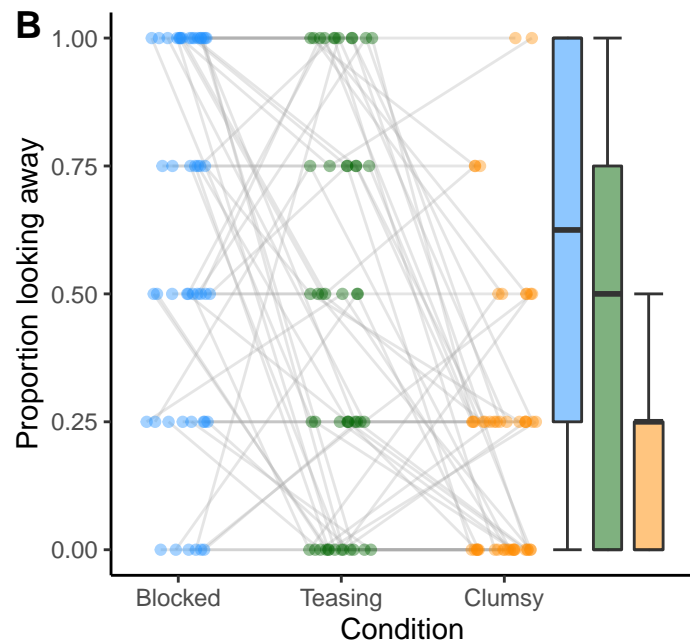 B
Proportion looking away
1.00
0.75
0.50
0.25
0.00
Blocked Teasing Clumsy
Condition